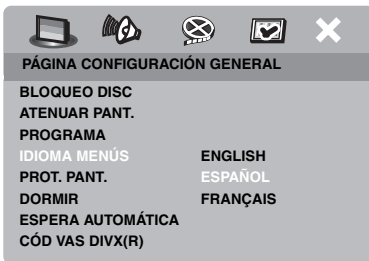 PÁGINA CONFIGURACIÓN GENERAL
BLOQUEO DISC
ATENUAR PANT.
PROGRAMA
IDIOMA MENÚS ENGLISH
PROT. PANT. ESPAÑOL
DORMIR FRANÇAIS
ESPERA AUTOMÁTICA
CÓD VAS DIVX(R)